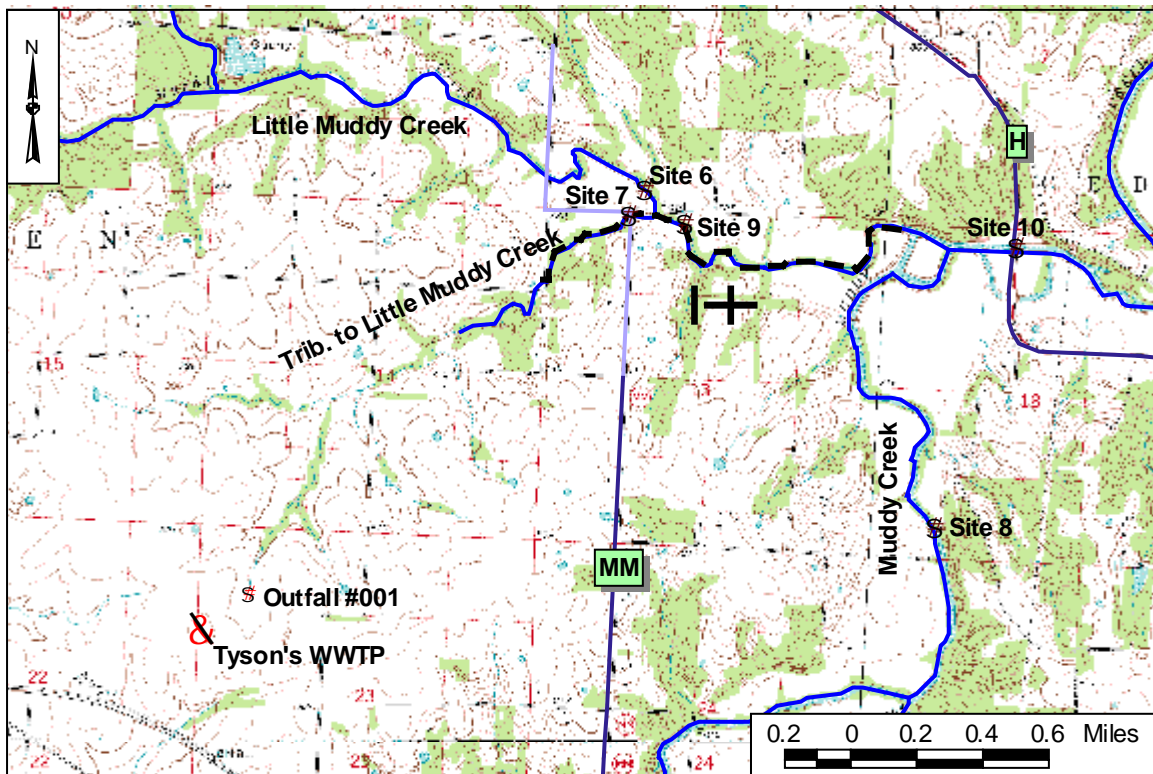 N
Little Muddy Creek
H
Site 6
Site 7
Site 9
Site 10
E N
E D
Trib. to Little Muddy Creek
15
14
13
18
Muddy Creek
Site 8
MM
Outfall #001
&
Tyson's WWTP
22
23
24
0.2 0 0.2 0.4 0.6 Miles